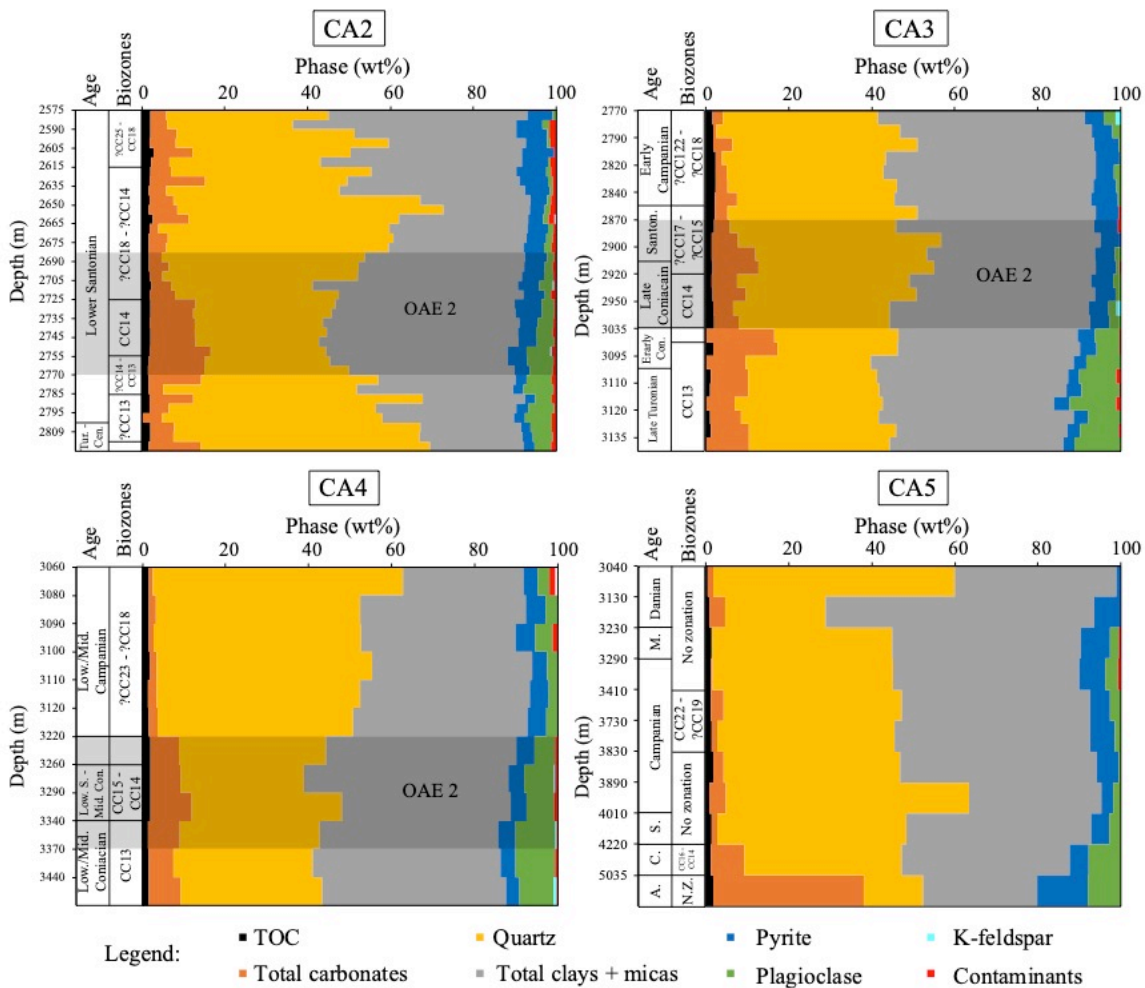 CA2
Phase (wt%)
Age
Biozones
0 20 40 60 80 100
Depth (m)
2575
2590
2605
2615
2635
2650
2665
2675
2690
2705
2725
2735
2745
2755
2770
2785
2795
2809
Lower Santonian
Tur. - Cen.
?CC25 - CC18
?CC18 - ?CC14
CC14
?CC14 - CC13
?CC13
OAE 2
CA3
Phase (wt%)
Age
Biozones
0 20 40 60 80 100
Depth (m)
2770
2790
2820
2840
2870
2900
2920
2950
3035
3095
3110
3120
3135
Early Campanian
Santon.
Late Coniacain
Erarly Con.
Late Turonian
?CC122 - ?CC18
?CC17 - ?CC15
CC14
CC13
OAE 2
CA4
Phase (wt%)
Age
Biozones
0 20 40 60 80 100
Depth (m)
3060
3080
3090
3100
3110
3120
3220
3260
3290
3340
3370
3440
Low./Mid. Campanian
Low. S. - Mid. Con.
Low./Mid. Coniacian
?CC23 - ?CC18
CC15 - CC14
CC13
OAE 2
CA5
Phase (wt%)
Age
Biozones
0 20 40 60 80 100
Depth (m)
3040
3130
3230
3290
3410
3730
3830
3890
4010
4220
5035
Danian
M.
Campanian
S.
C.
A.
No zonation
CC22 - ?CC19
No zonation
CC14
N.Z.
Legend:
TOC
Quartz
Pyrite
K-feldspar
Total carbonates
Total clays + micas
Plagioclase
Contaminants